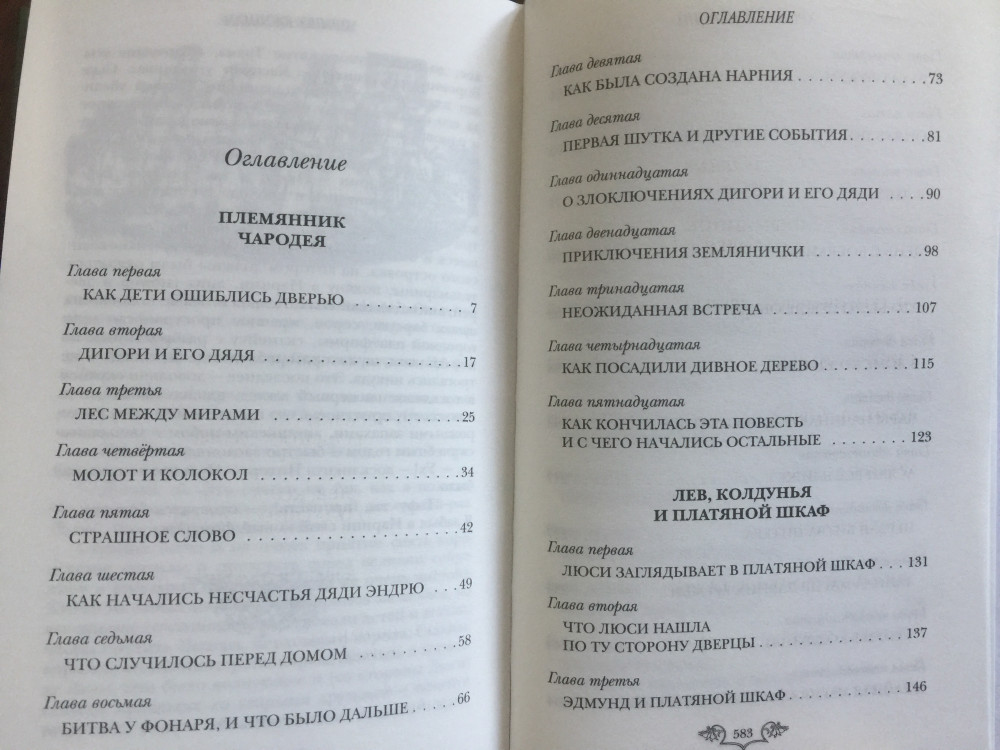 Оглавление
ПЛЕМЯННИК
ЧАРОДЕЯ
Глава первая
КАК ДЕТИ ОШИБЛИСЬ ДВЕРЬЮ . . . . . . . . . . . . 7
Глава вторая
ДИГОРИ И ЕГО ДЯДЯ . . . . . . . . . . . . . . . . . . . . 17
Глава третья
ЛЕС МЕЖДУ МИРАМИ . . . . . . . . . . . . . . . . . . . 25
Глава четвёртая
МОЛОТ И КОЛОКОЛ . . . . . . . . . . . . . . . . . . . . 34
Глава пятая
СТРАШНОЕ СЛОВО . . . . . . . . . . . . . . . . . . . . . . 42
Глава шестая
КАК НАЧАЛИСЬ НЕСЧАСТЬЯ ДЯДИ ЭНДРЮ . . . 49
Глава седьмая
ЧТО СЛУЧИЛОСЬ ПЕРЕД ДОМОМ . . . . . . . . . . 58
Глава восьмая
БИТВА У ФОНАРЯ, И ЧТО БЫЛО ДАЛЬШЕ . . . . . 66
ОГЛАВЛЕНИЕ
Глава девятая
КАК БЫЛА СОЗДАНА НАРНИЯ . . . . . . . . . . . . . 73
Глава десятая
ПЕРВАЯ ШУТКА И ДРУГИЕ СОБЫТИЯ . . . . . . . . 81
Глава одиннадцатая
О ЗЛОКЛЮЧЕНИЯХ ДИГОРИ И ЕГО ДЯДИ . . . . 90
Глава двенадцатая
ПРИКЛЮЧЕНИЯ ЗЕМЛЯНИЧКИ . . . . . . . . . . . 98
Глава тринадцатая
НЕОЖИДАННАЯ ВСТРЕЧА . . . . . . . . . . . . . . . 107
Глава четырнадцатая
КАК ПОСАДИЛИ ДИВНОЕ ДЕРЕВО . . . . . . . . . 115
Глава пятнадцатая
КАК КОНЧИЛАСЬ ЭТА ПОВЕСТЬ
И С ЧЕГО НАЧАЛИСЬ ОСТАЛЬНЫЕ . . . . . . . . 123
ЛЕВ, КОЛДУНЬЯ
И ПЛАТЯНОЙ ШКАФ
Глава первая
ЛЮСИ ЗАГЛЯДЫВАЕТ В ПЛАТЯНОЙ ШКАФ . . . 131
Глава вторая
ЧТО ЛЮСИ НАШЛА
ПО ТУ СТОРОНУ ДВЕРЦЫ . . . . . . . . . . . . . . . 137
Глава третья
ЭДМУНД И ПЛАТЯНОЙ ШКАФ . . . . . . . . . . . . 146
583